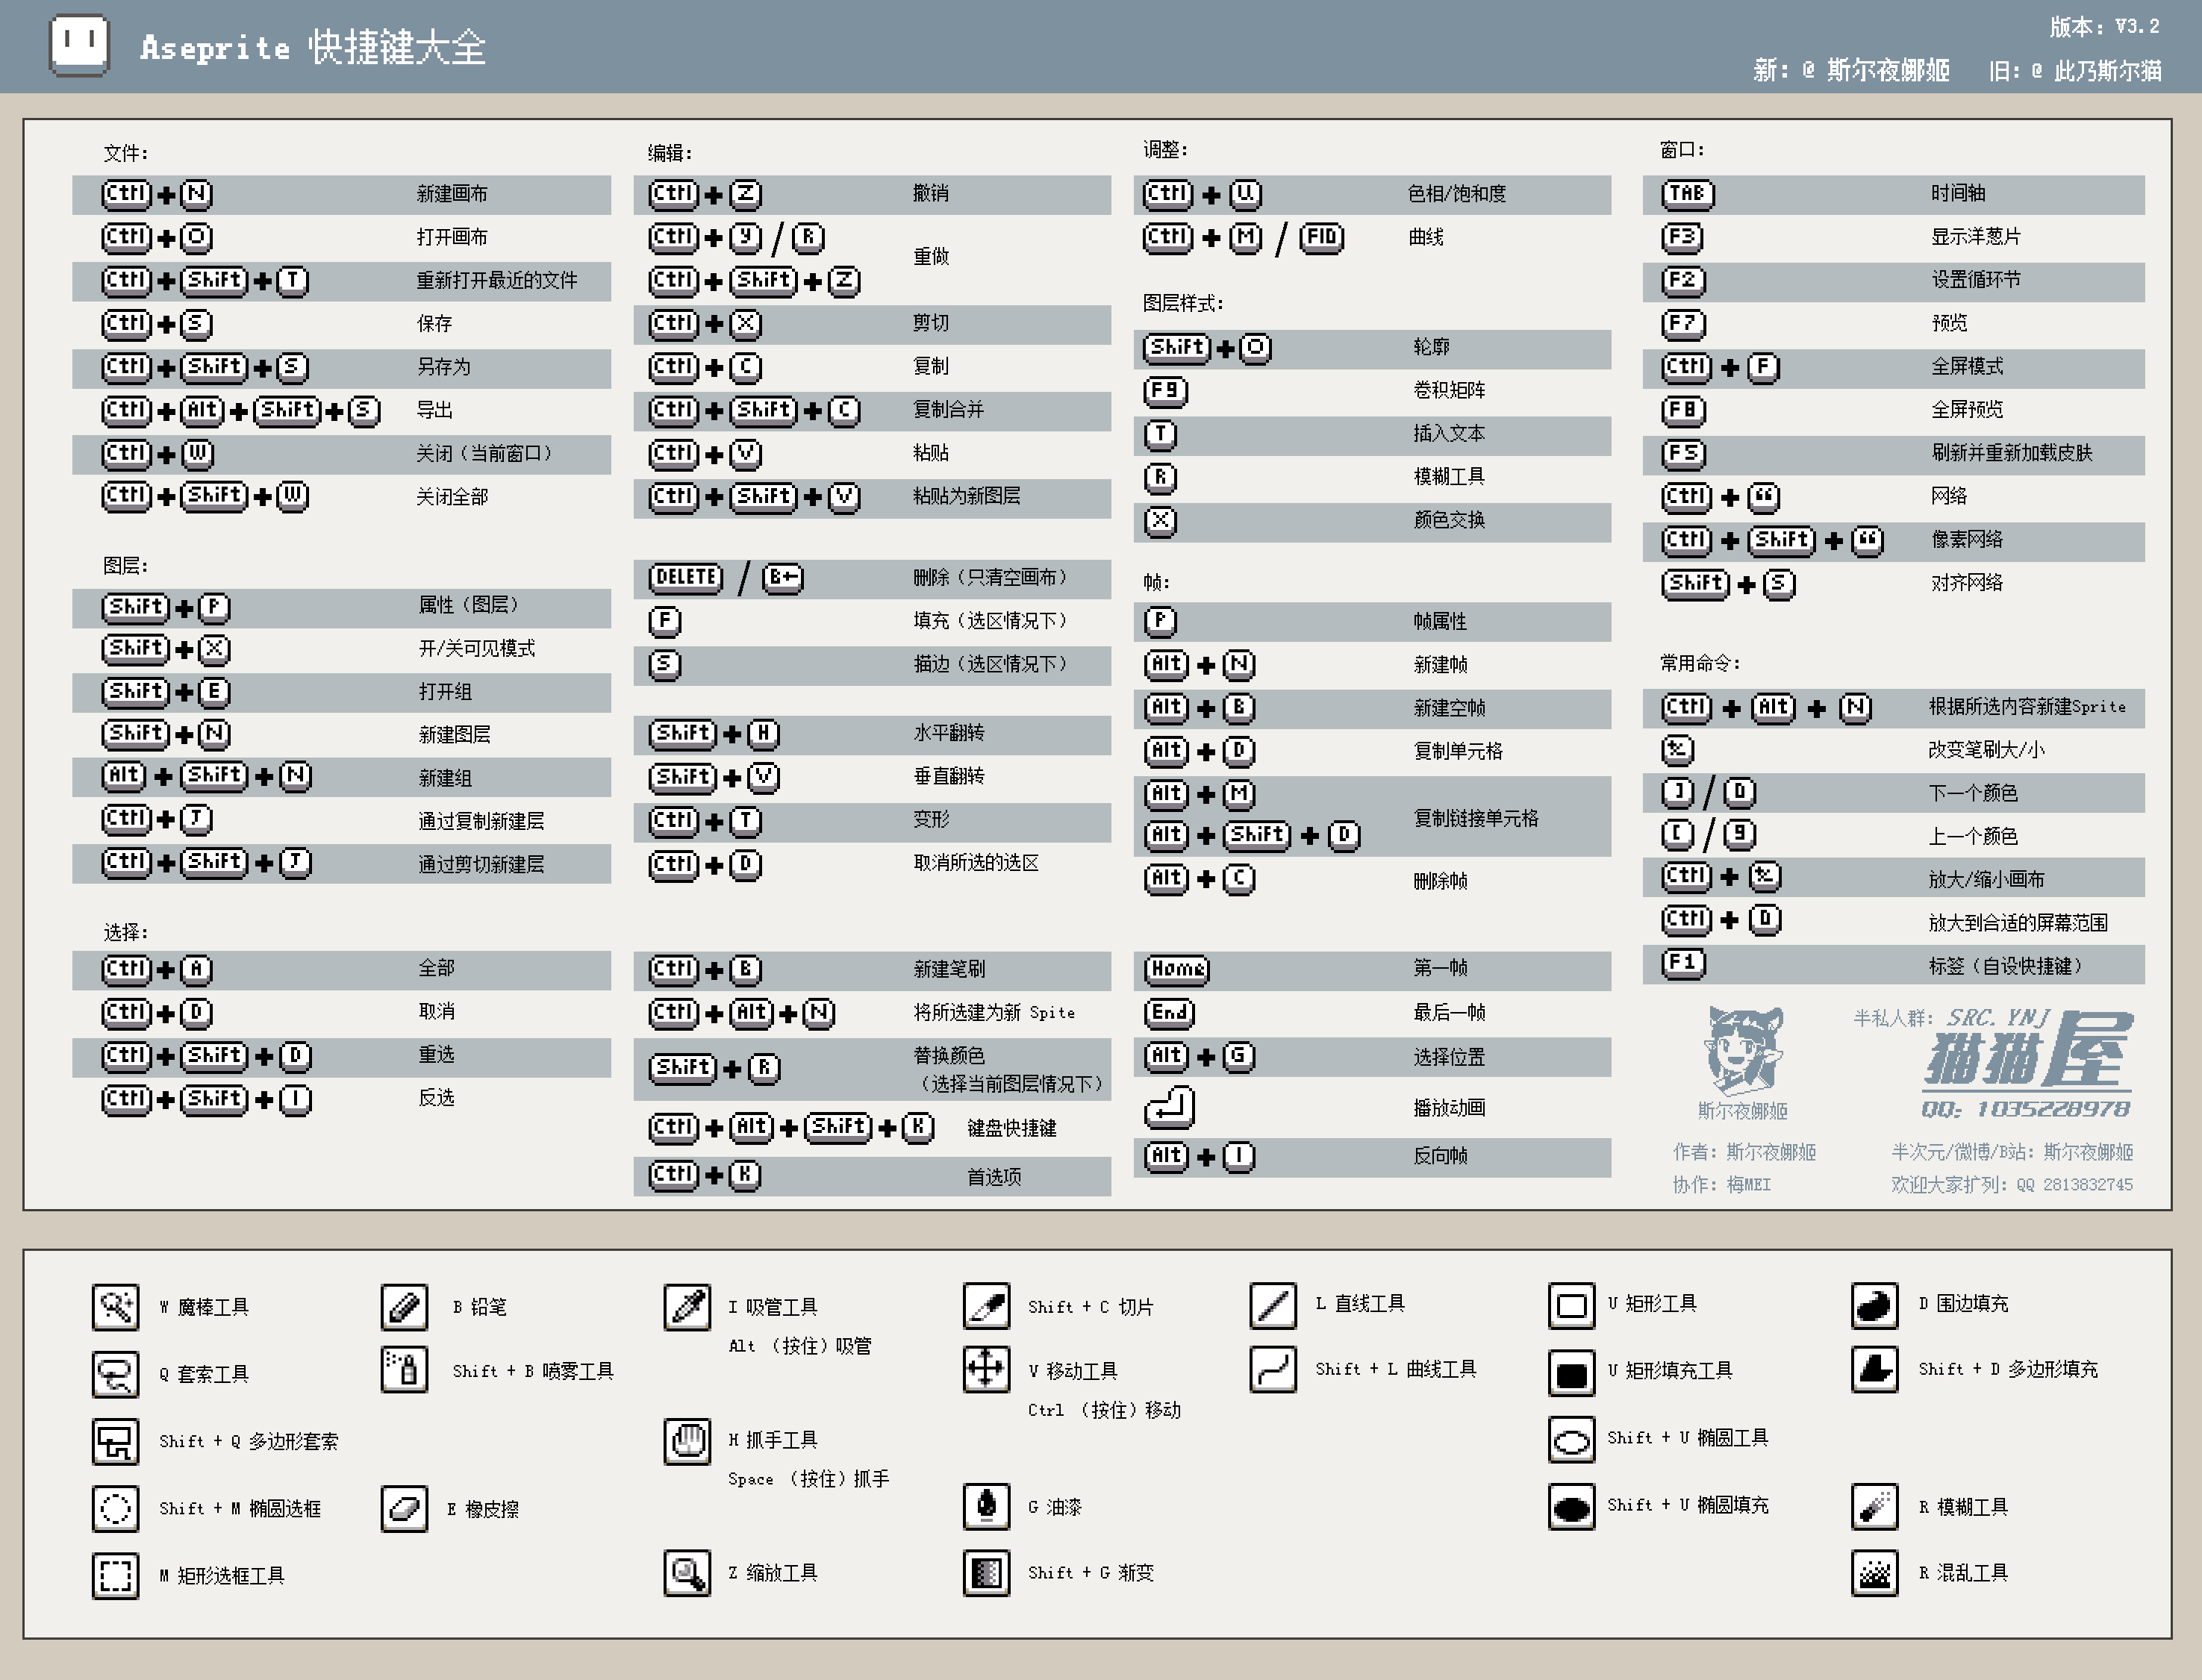 Aseprite 快捷键大全
版本: V3.2
新: @ 斯尔夜娜姬 旧: @ 此乃斯尔猫
文件:
Ctrl+N 新建画布
Ctrl+O 打开画布
Ctrl+Shift+T 重新打开最近的文件
Ctrl+S 保存
Ctrl+Shift+S 另存为
Ctrl+Alt+Shift+S 导出
Ctrl+W 关闭（当前窗口）
Ctrl+Shift+W 关闭全部
图层:
Shift+P 属性（图层）
Shift+X 开/关可见模式
Shift+E 打开组
Shift+N 新建图层
Alt+Shift+N 新建组
Ctrl+J 通过复制新建层
Ctrl+Shift+J 通过剪切新建层
选择:
Ctrl+A 全部
Ctrl+D 取消
Ctrl+Shift+D 重选
Ctrl+Shift+I 反选
编辑:
Ctrl+Z 撤销
Ctrl+Y/R 重做
Ctrl+Shift+Z
Ctrl+X 剪切
Ctrl+C 复制
Ctrl+Shift+C 复制合并
Ctrl+V 粘贴
Ctrl+Shift+V 粘贴为新图层
DELETE / B← 删除（只清空画布）
F 填充（选区情况下）
S 描边（选区情况下）
Shift+H 水平翻转
Shift+V 垂直翻转
Ctrl+T 变形
Ctrl+D 取消所选的选区
Ctrl+B 新建笔刷
Ctrl+Alt+N 将所选建为新 Spite
Shift+R 替换颜色
（选择当前图层情况下）
Ctrl+Alt+Shift+K 键盘快捷键
Ctrl+K 首选项
调整:
Ctrl+U 色相/饱和度
Ctrl+M/F10 曲线
图层样式:
Shift+O 轮廓
F9 卷积矩阵
T 插入文本
R 模糊工具
X 颜色交换
帧:
P 帧属性
Alt+N 新建帧
Alt+B 新建空帧
Alt+D 复制单元格
Alt+M 复制链接单元格
Alt+Shift+D
Alt+C 删除帧
Home 第一帧
End 最后一帧
Alt+G 选择位置
播放动画
Alt+I 反向帧
窗口:
TAB 时间轴
F3 显示洋葱片
F2 设置循环节
F7 预览
Ctrl+F 全屏模式
F8 全屏预览
F5 刷新并重新加载皮肤
Ctrl+“ 网络
Ctrl+Shift+“ 像素网络
Shift+S 对齐网络
常用命令:
Ctrl+Alt+N 根据所选内容新建Sprite
改变笔刷大/小
]/0 下一个颜色
[/9 上一个颜色
Ctrl+ 放大/缩小画布
Ctrl+0 放大到合适的屏幕范围
F1 标签（自设快捷键）
斯尔夜娜姬
半私人群: SRC.YNJ
猫猫屋
QQ: 1035228978
作者: 斯尔夜娜姬 半次元/微博/B站: 斯尔夜娜姬
协作: 梅MEI 欢迎大家扩列: QQ 2813832745
W 魔棒工具
Q 套索工具
Shift + Q 多边形套索
Shift + M 椭圆选框
M 矩形选框工具
B 铅笔
Shift + B 喷雾工具
E 橡皮擦
I 吸管工具
Alt （按住）吸管
H 抓手工具
Space （按住）抓手
Z 缩放工具
Shift + C 切片
V 移动工具
Ctrl （按住）移动
G 油漆
Shift + G 渐变
L 直线工具
Shift + L 曲线工具
U 矩形工具
U 矩形填充工具
Shift + U 椭圆工具
Shift + U 椭圆填充
D 围边填充
Shift + D 多边形填充
R 模糊工具
R 混乱工具